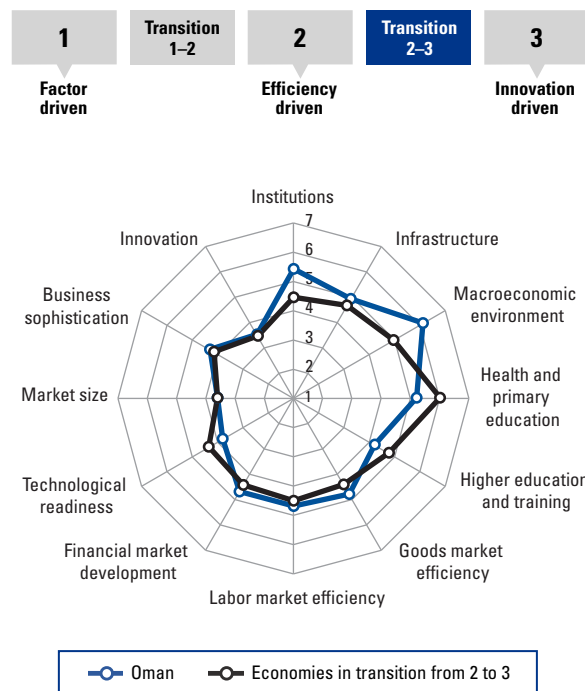 1
Transition
1–2
2
Transition
2–3
3
Factor
driven
Efficiency
driven
Innovation
driven
Institutions
7
Innovation
Infrastructure
6
Business
sophistication
5
Macroeconomic
environment
4
3
2
Market size
1
Health and
primary
education
Technological
readiness
Higher education
and training
Financial market
development
Goods market
efficiency
Labor market efficiency
Oman
Economies in transition from 2 to 3